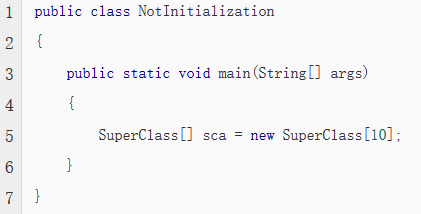 1 public class NotInitialization
2 {
3     public static void main(String[] args)
4     {
5         SuperClass[] sca = new SuperClass[10];
6     }
7 }